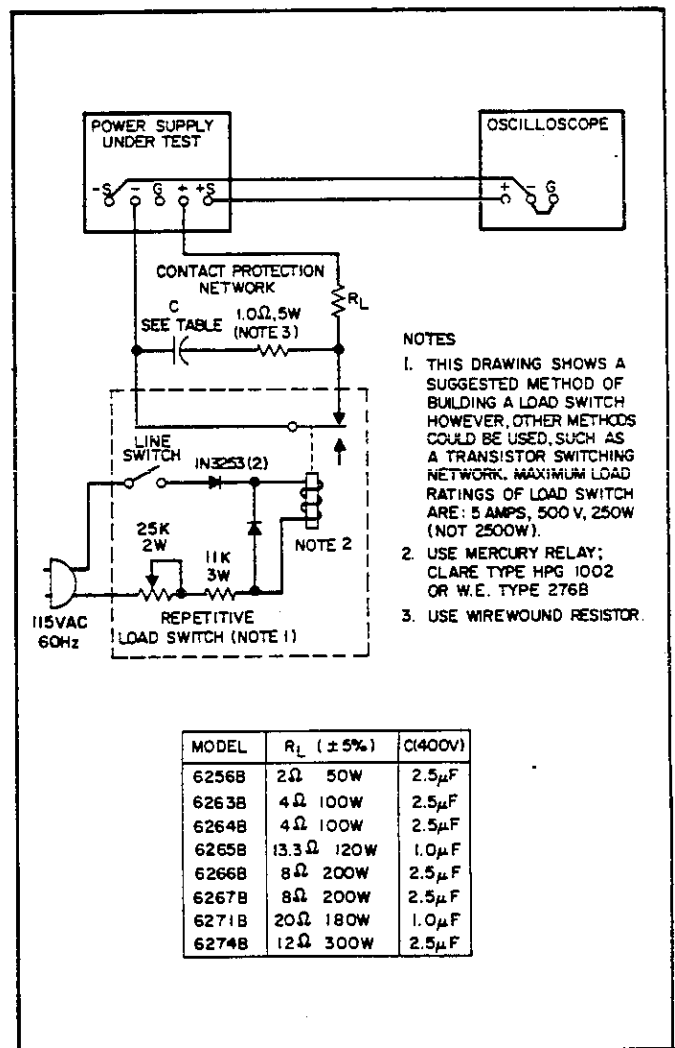 POWER SUPPLY
UNDER TEST
-S - G + +S
OSCILLOSCOPE
+ - G
CONTACT PROTECTION
NETWORK
C
SEE TABLE
1.0Ω, 5W
(NOTE 3)
RL
LINE
SWITCH
IN3253(2)
NOTE 2
25K
2W
11K
3W
115VAC
60Hz
REPETITIVE
LOAD SWITCH (NOTE 1)
NOTES
1. THIS DRAWING SHOWS A
SUGGESTED METHOD OF
BUILDING A LOAD SWITCH
HOWEVER, OTHER METHODS
COULD BE USED, SUCH AS
A TRANSISTOR SWITCHING
NETWORK. MAXIMUM LOAD
RATINGS OF LOAD SWITCH
ARE: 5 AMPS, 500 V, 250W
(NOT 2500W).
2. USE MERCURY RELAY;
CLARE TYPE HPG 1002
OR W.E. TYPE 276B
3. USE WIREWOUND RESISTOR.
MODEL RL (±5%) C(400V)
6256B 2Ω 50W 2.5μF
6263B 4Ω 100W 2.5μF
6264B 4Ω 100W 2.5μF
6265B 13.3Ω 120W 1.0μF
6266B 8Ω 200W 2.5μF
6267B 8Ω 200W 2.5μF
6271B 20Ω 180W 1.0μF
6274B 12Ω 300W 2.5μF